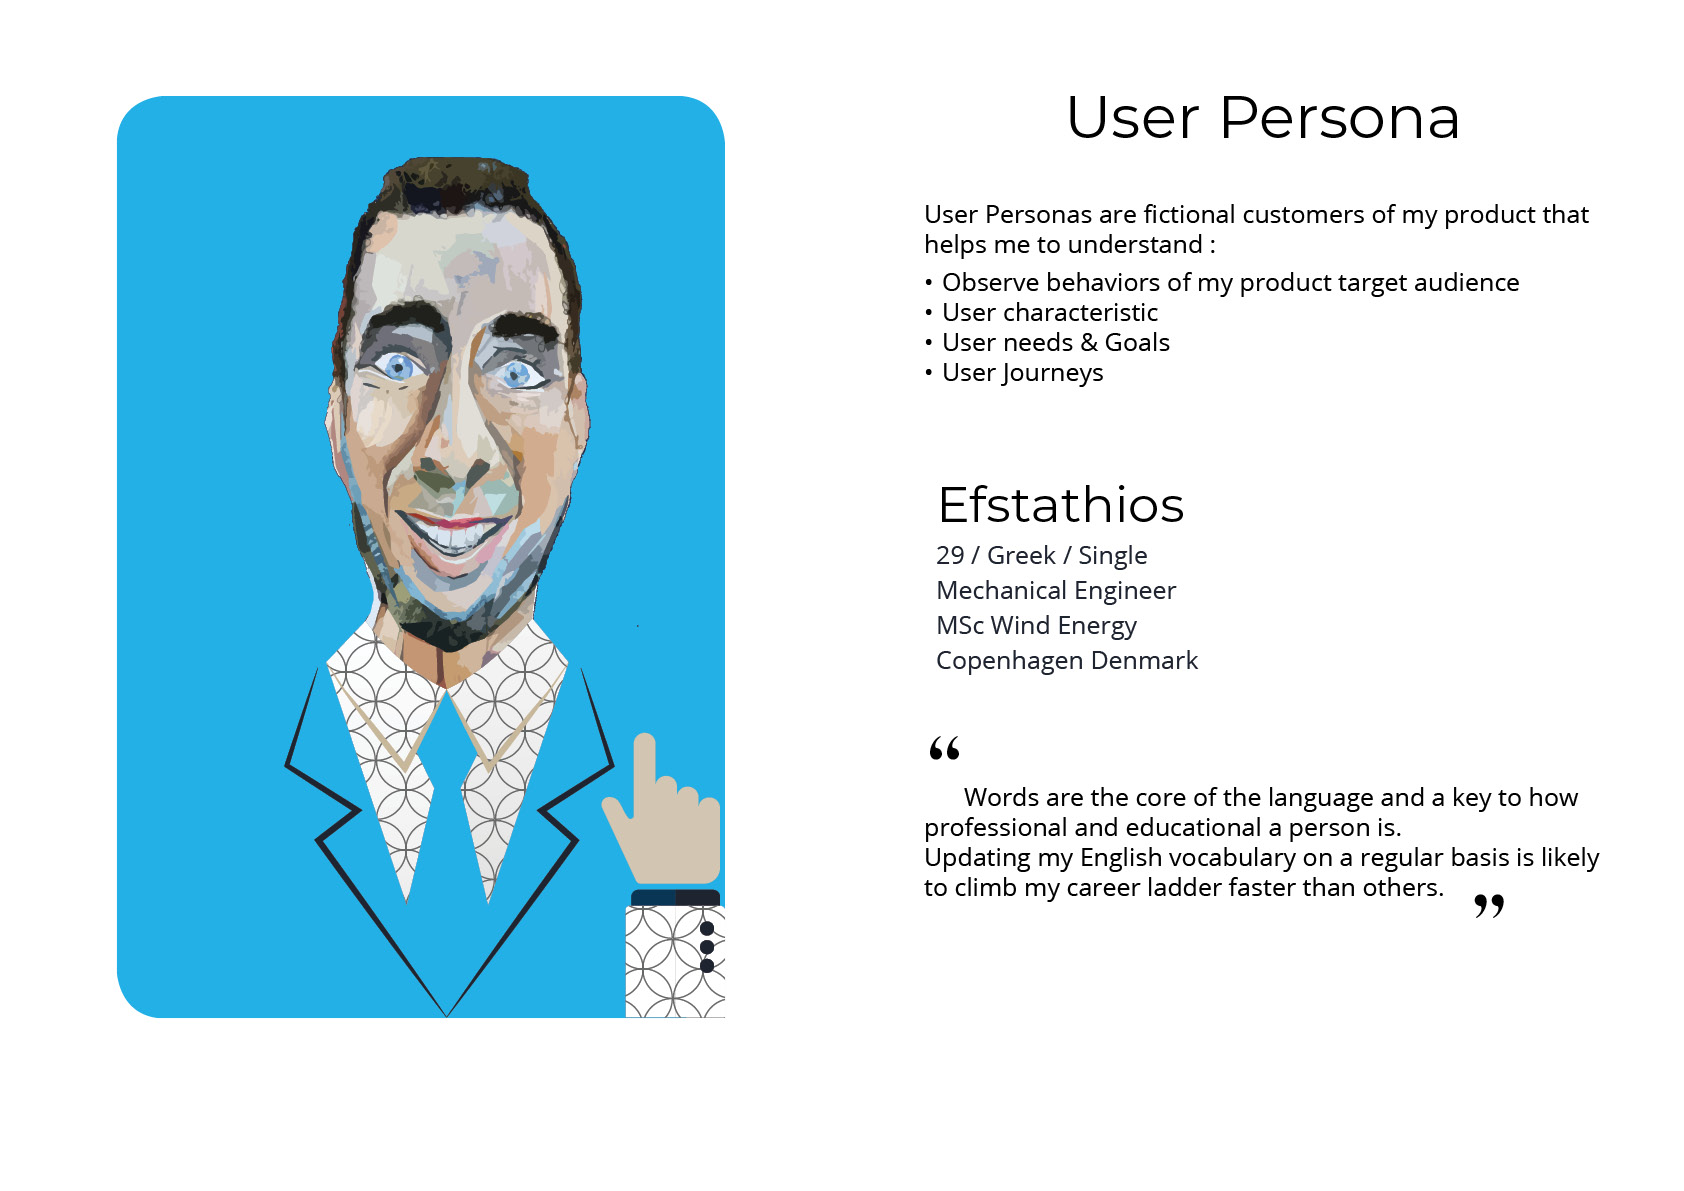 User Persona
User Personas are fictional customers of my product that
helps me to understand :
• Observe behaviors of my product target audience
• User characteristic
• User needs & Goals
• User Journeys
Efstathios
29 / Greek / Single
Mechanical Engineer
MSc Wind Energy
Copenhagen Denmark
“
Words are the core of the language and a key to how
professional and educational a person is.
Updating my English vocabulary on a regular basis is likely
to climb my career ladder faster than others.
”